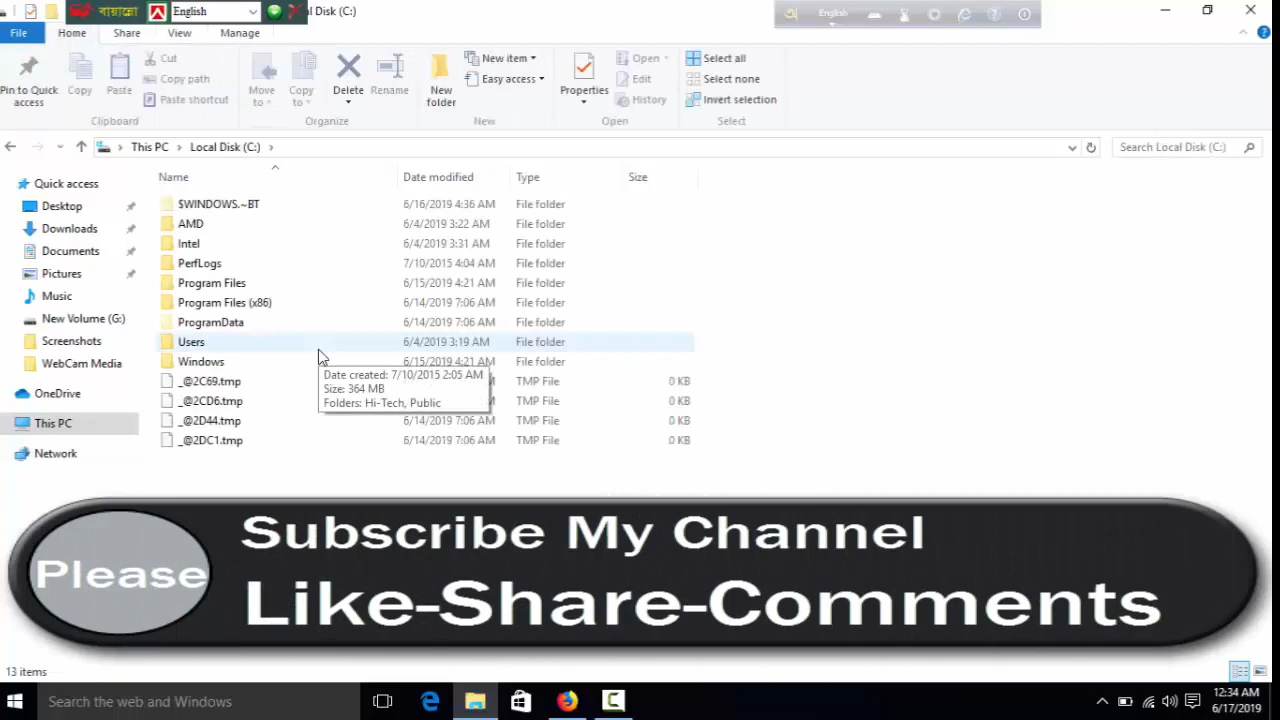 বায়ান্নো English Local Disk (C:)
English
File Home Share View Manage
Pin to Quick access
Copy
Paste
Cut
Copy path
Paste shortcut
Clipboard
Move to
Copy to
Delete
Rename
Organize
New folder
New item
Easy access
New
Properties
Open
Edit
History
Open
Select all
Select none
Invert selection
Select
This PC Local Disk (C:)
Search Local Disk (C:)
Quick access
Desktop
Downloads
Documents
Pictures
Music
New Volume (G:)
Screenshots
WebCam Media
OneDrive
This PC
Network
Name Date modified Type Size
$WINDOWS.~BT 6/16/2019 4:36 AM File folder
AMD 6/4/2019 3:22 AM File folder
Intel 6/4/2019 3:31 AM File folder
PerfLogs 7/10/2015 4:04 AM File folder
Program Files 6/15/2019 4:21 AM File folder
Program Files (x86) 6/14/2019 7:06 AM File folder
ProgramData 6/14/2019 7:06 AM File folder
Users 6/4/2019 3:19 AM File folder
Windows 6/15/2019 4:21 AM File folder
_@2C69.tmp TMP File 0 KB
_@2CD6.tmp TMP File 0 KB
_@2D44.tmp 6/14/2019 7:06 AM TMP File 0 KB
_@2DC1.tmp 6/14/2019 7:06 AM TMP File 0 KB
Date created: 7/10/2015 2:05 AM
Size: 364 MB
Folders: Hi-Tech, Public
Please
Subscribe My Channel
Like-Share-Comments
13 items
Search the web and Windows
12:34 AM
6/17/2019